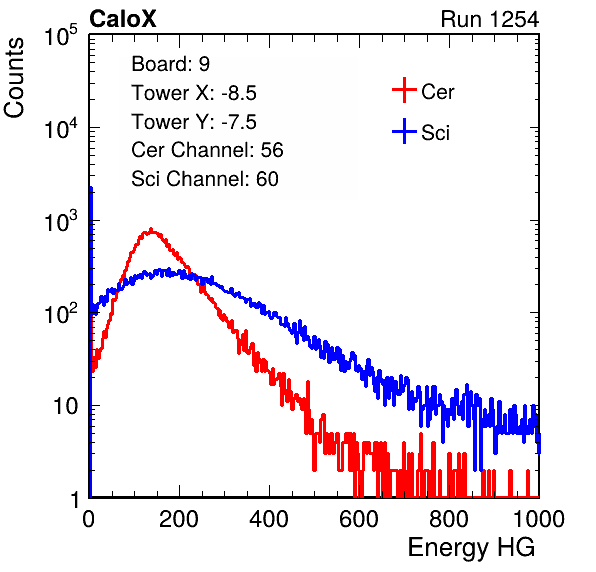 CaloX Run 1254
Counts
10^5
10^4
10^3
10^2
10
1
Board: 9
Tower X: -8.5
Tower Y: -7.5
Cer Channel: 56
Sci Channel: 60
Cer
Sci
0 200 400 600 800 1000
Energy HG